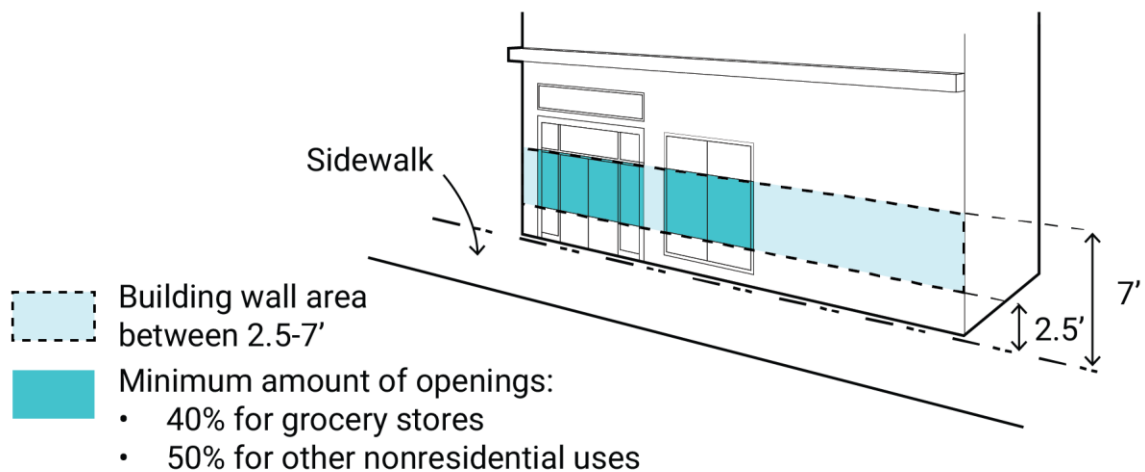 Sidewalk
7’
2.5’
Building wall area
between 2.5-7’
Minimum amount of openings:
• 40% for grocery stores
• 50% for other nonresidential uses